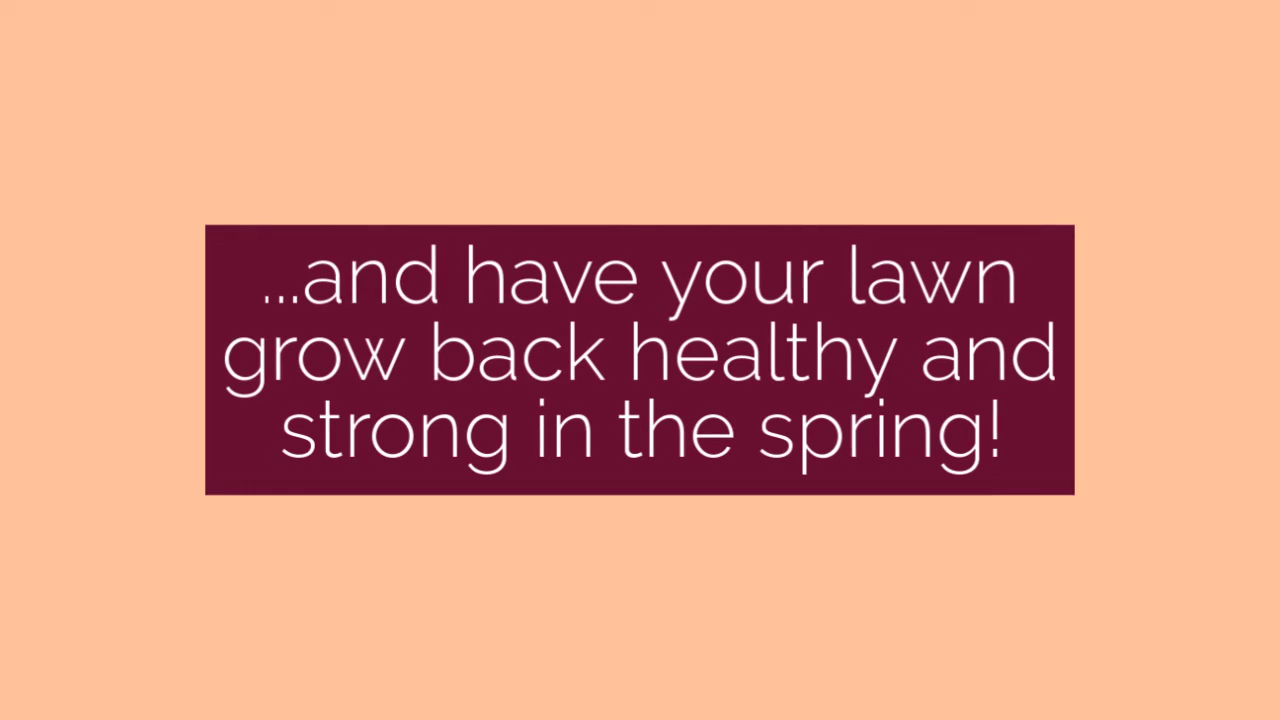 ...and have your lawn
grow back healthy and
strong in the spring!